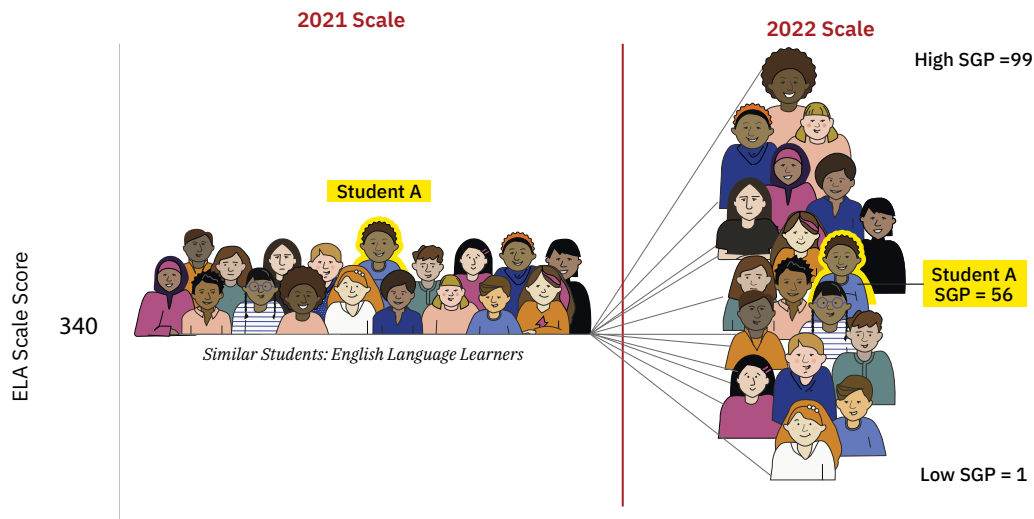 2021 Scale
2022 Scale
High SGP =99
Student A
ELA Scale Score
340
Similar Students: English Language Learners
Student A
SGP = 56
Low SGP = 1